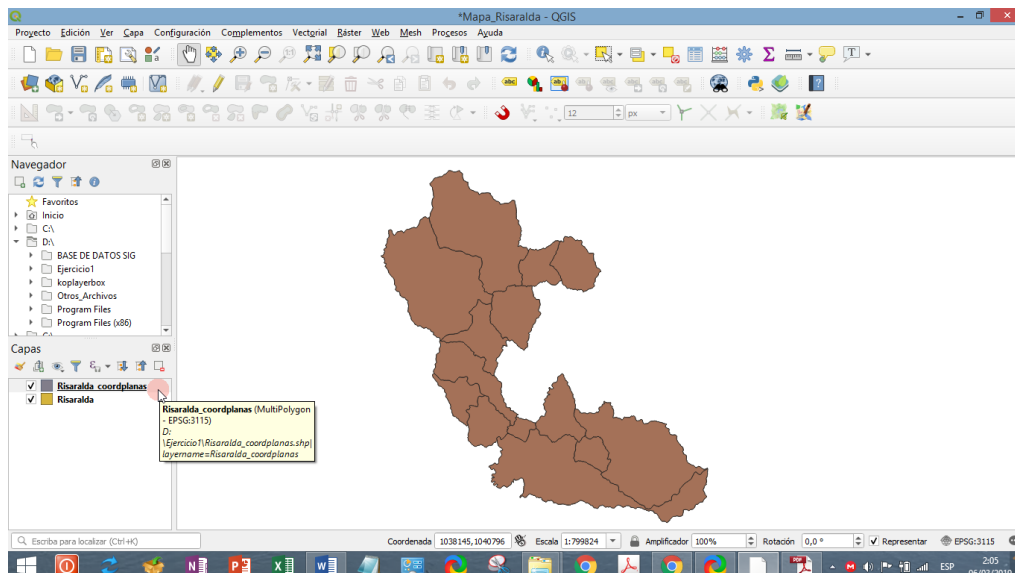 *Mapa_Risaralda - QGIS
Proyecto Edición Ver Capa Configuración Complementos Vectorial Ráster Web Mesh Procesos Ayuda
abc
abc
12 px
Navegador
Favoritos
Inicio
C:\
D:\
BASE DE DATOS SIG
Ejercicio1
koplayerbox
Otros_Archivos
Program Files
Program Files (x86)
Capas
Risaralda_coordplanas
Risaralda
Risaralda_coordplanas (MultiPolygon
- EPSG:3115)
D:
\Ejercicio1\Risaralda_coordplanas.shp|
layername=Risaralda_coordplanas
Escriba para localizar (Ctrl+K) Coordenada 1038145,1040796 Escala 1:799824 Amplificador 100% Rotación 0,0 ° Representar EPSG:3115
ESP 2:05